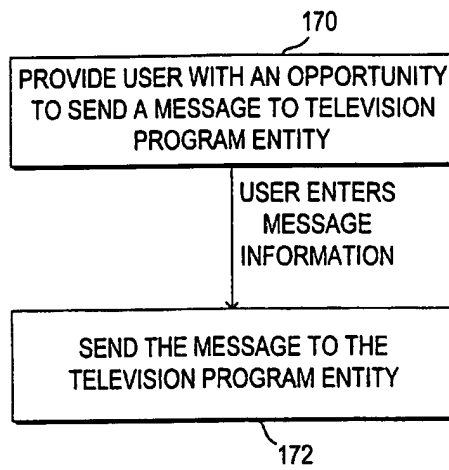 170
PROVIDE USER WITH AN OPPORTUNITY
TO SEND A MESSAGE TO TELEVISION
PROGRAM ENTITY
USER ENTERS
MESSAGE
INFORMATION
SEND THE MESSAGE TO THE
TELEVISION PROGRAM ENTITY
172